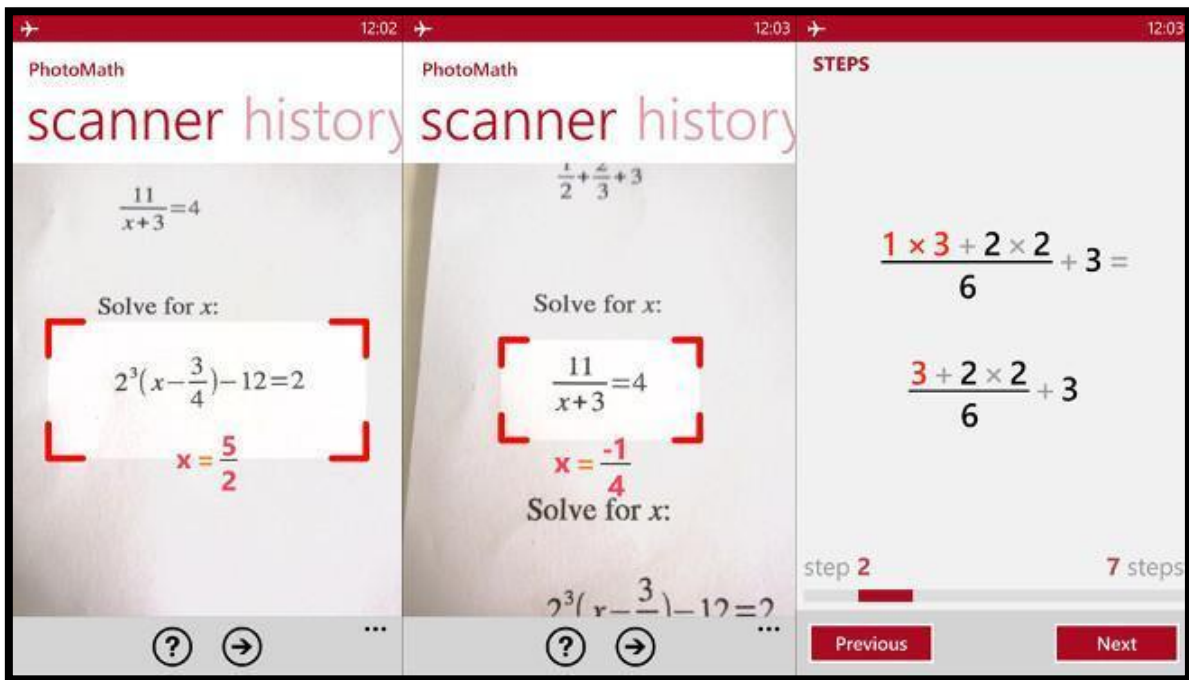 12:02
PhotoMath
scanner history
11/(x+3)=4
Solve for x:
2³(x-3/4)-12=2
x = 5/2
?
12:03
PhotoMath
scanner history
1/2+2/3+3
Solve for x:
11/(x+3)=4
x = -1/4
Solve for x:
2³(x-3/4)-12=2
?
12:03
STEPS
(1 × 3 + 2 × 2)/6 + 3 =
(3 + 2 × 2)/6 + 3
step 2 7 steps
Previous Next